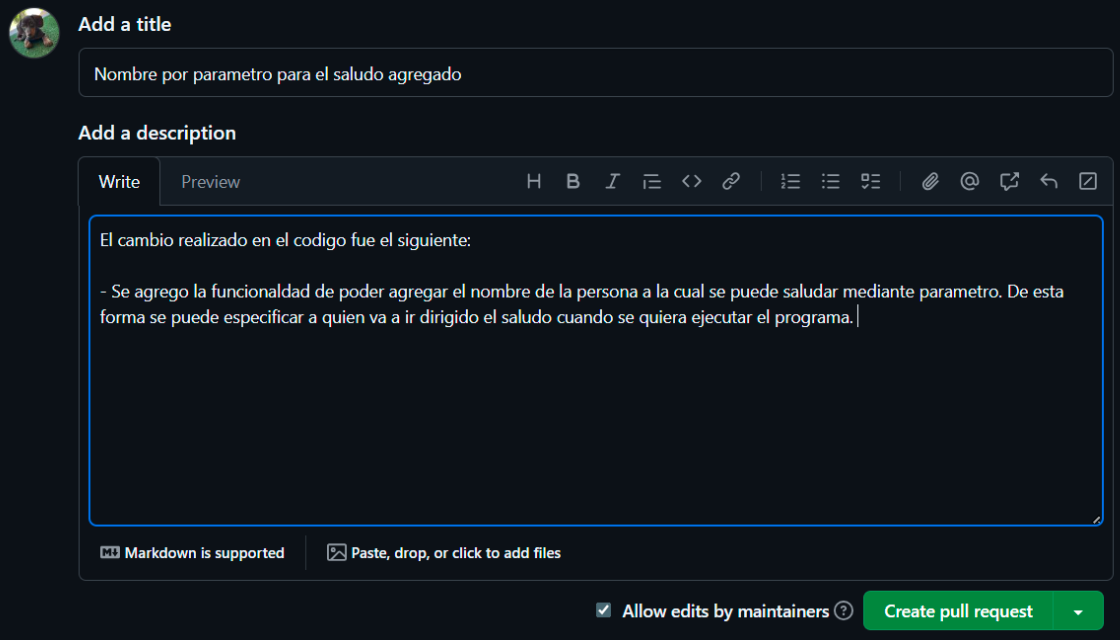 Add a title
Nombre por parametro para el saludo agregado
Add a description
Write Preview
El cambio realizado en el codigo fue el siguiente:
- Se agrego la funcionaldad de poder agregar el nombre de la persona a la cual se puede saludar mediante parametro. De esta
forma se puede especificar a quien va a ir dirigido el saludo cuando se quiera ejecutar el programa.
Markdown is supported Paste, drop, or click to add files
Allow edits by maintainers Create pull request